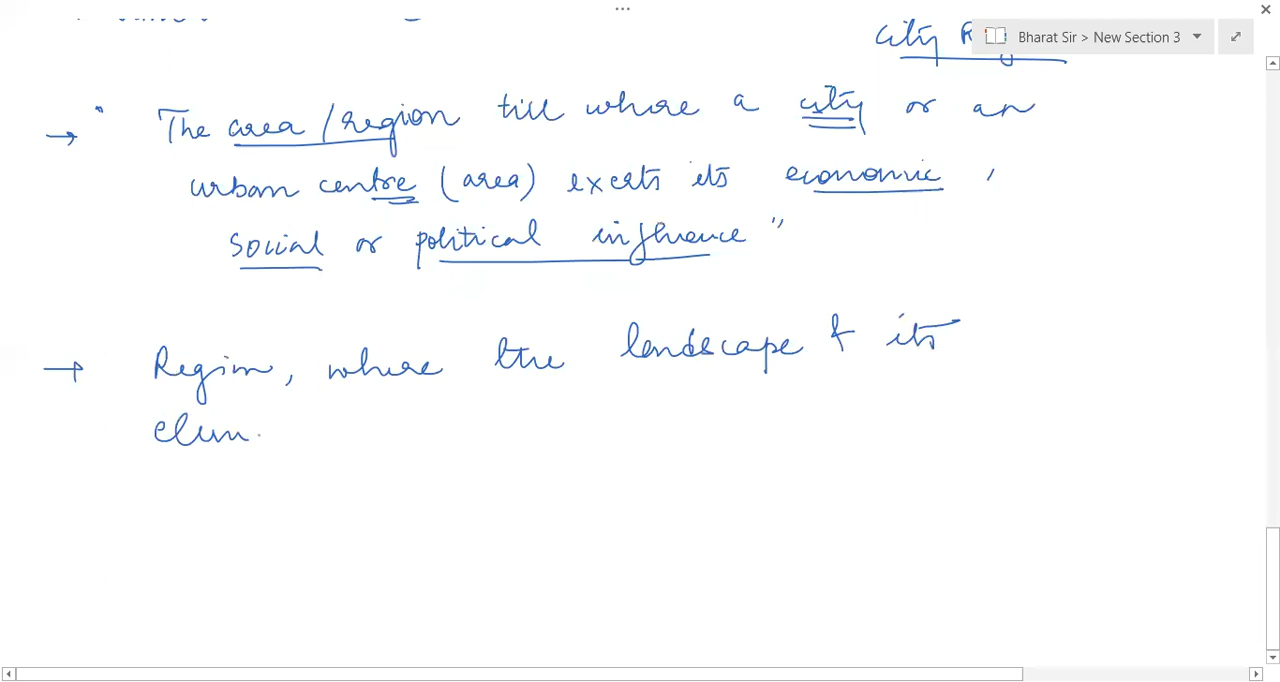 ...
City
Bharat Sir > New Section 3
→ " The area/region till where a city or an
urban centre (area) exerts its economic,
social or political influence "
→ Region, where the landscape & its
elem